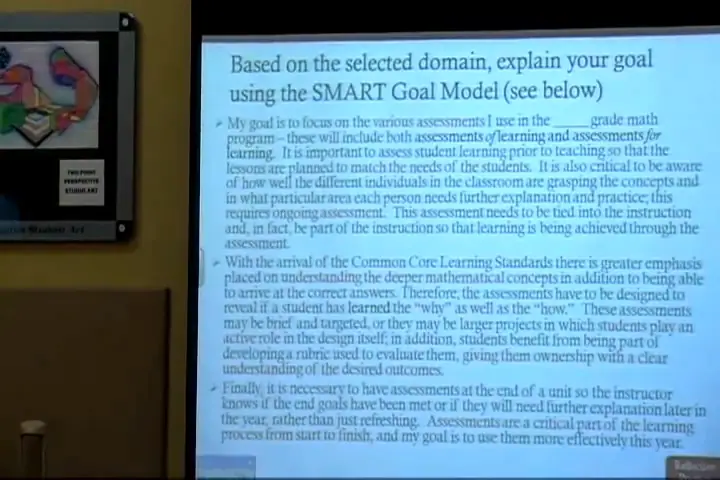 TWO POINT
PERSPECTIVE
STUDIO ART
Student Art
Based on the selected domain, explain your goal
using the SMART Goal Model (see below)
My goal is to focus on the various assessments I use in the _____grade math
program – these will include both assessments of learning and assessments for
learning. It is important to assess student learning prior to teaching so that the
lessons are planned to match the needs of the students. It is also critical to be aware
of how well the different individuals in the classroom are grasping the concepts and
in what particular area each person needs further explanation and practice; this
requires ongoing assessment. This assessment needs to be tied into the instruction
and, in fact, be part of the instruction so that learning is being achieved through the
assessment.
With the arrival of the Common Core Learning Standards there is greater emphasis
placed on understanding the deeper mathematical concepts in addition to being able
to arrive at the correct answers. Therefore, the assessments have to be designed to
reveal if a student has learned the “why” as well as the “how.” These assessments
may be brief and targeted, or they may be larger projects in which students play an
active role in the design itself; in addition, students benefit from being part of
developing a rubric used to evaluate them, giving them ownership with a clear
understanding of the desired outcomes.
Finally, it is necessary to have assessments at the end of a unit so the instructor
knows if the end goals have been met or if they will need further explanation later in
the year, rather than just refreshing. Assessments are a critical part of the learning
process from start to finish, and my goal is to use them more effectively this year.